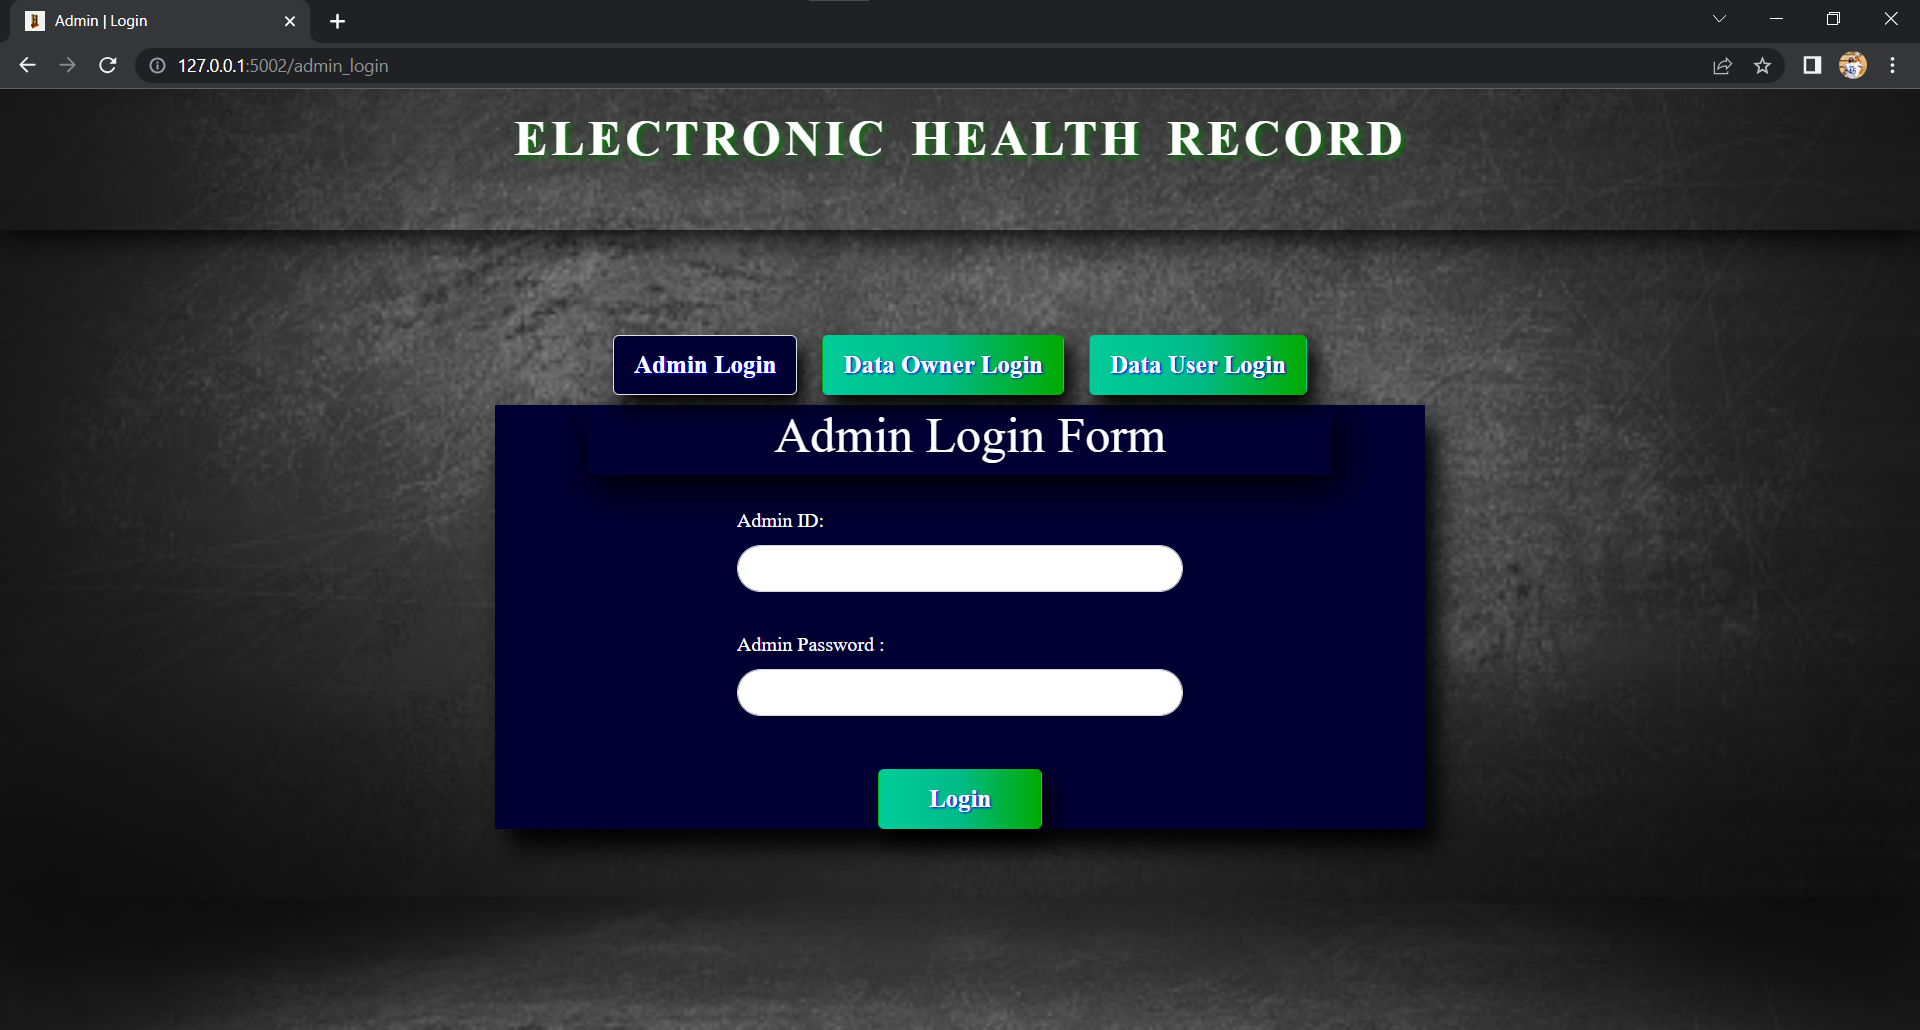 Admin | Login
127.0.0.1:5002/admin_login
ELECTRONIC HEALTH RECORD
Admin Login
Data Owner Login
Data User Login
Admin Login Form
Admin ID:
Admin Password :
Login